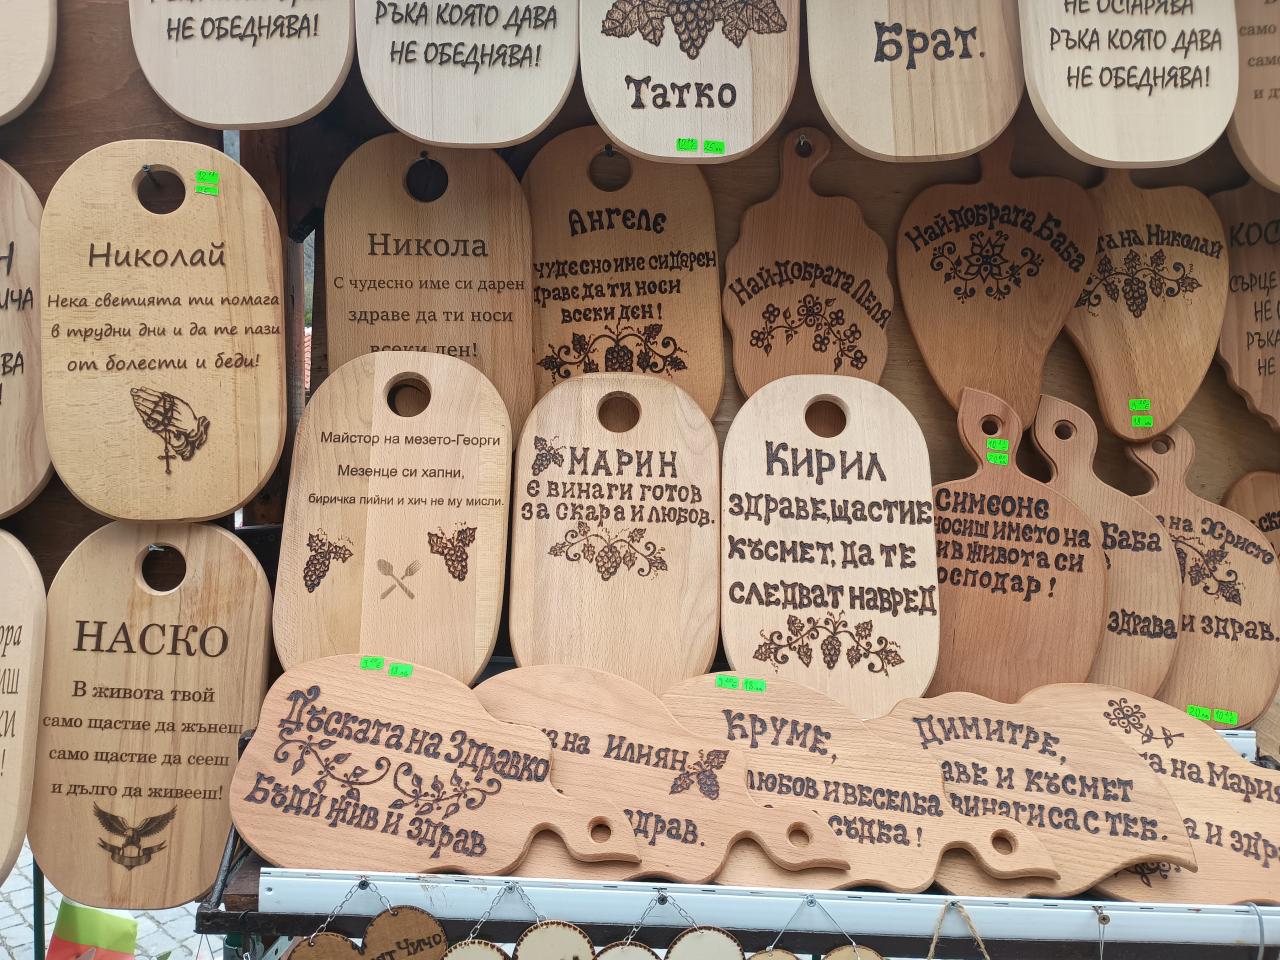 НЕ ОБЕДНЯВА!
РЪКА КОЯТО ДАВА
НЕ ОБЕДНЯВА!
Татко
Брат.
НЕ ОСТАРЯВА
РЪКА КОЯТО ДАВА
НЕ ОБЕДНЯВА!
Николай
Нека светията ти помага
в трудни дни и да те пази
от болести и беди!
Никола
С чудесно име си дарен
здраве да ти носи
всеки ден!
Ангеле
чудесно име си дарен
да ти носи
всеки ден!
Най-добрата Леля
Най-добрата Баба
на Николай
Майстор на мезето-Георги
Мезенце си хапни,
биричка пийни и хич не му мисли.
МАРИН
Є ВИНАГИ ГОТОВ
ЗА СКАРА И ЛЮБОВ.
Кирил
здраве,щастие
късмет, да те
следват навред
Симеоне
носиш името на
и в живота си
господар!
Баба
здрава
на Христо
и здрав.
НАСКО
В живота твой
само щастие да жънеш
само щастие да сееш
и дълго да живееш!
Дъската на Здравко
Бъди жив и здрав
на Илиян
здрав.
Круме,
любов и веселба
съдба!
Димитре,
и късмет
винаги са с теб.
на Мария
Чичо